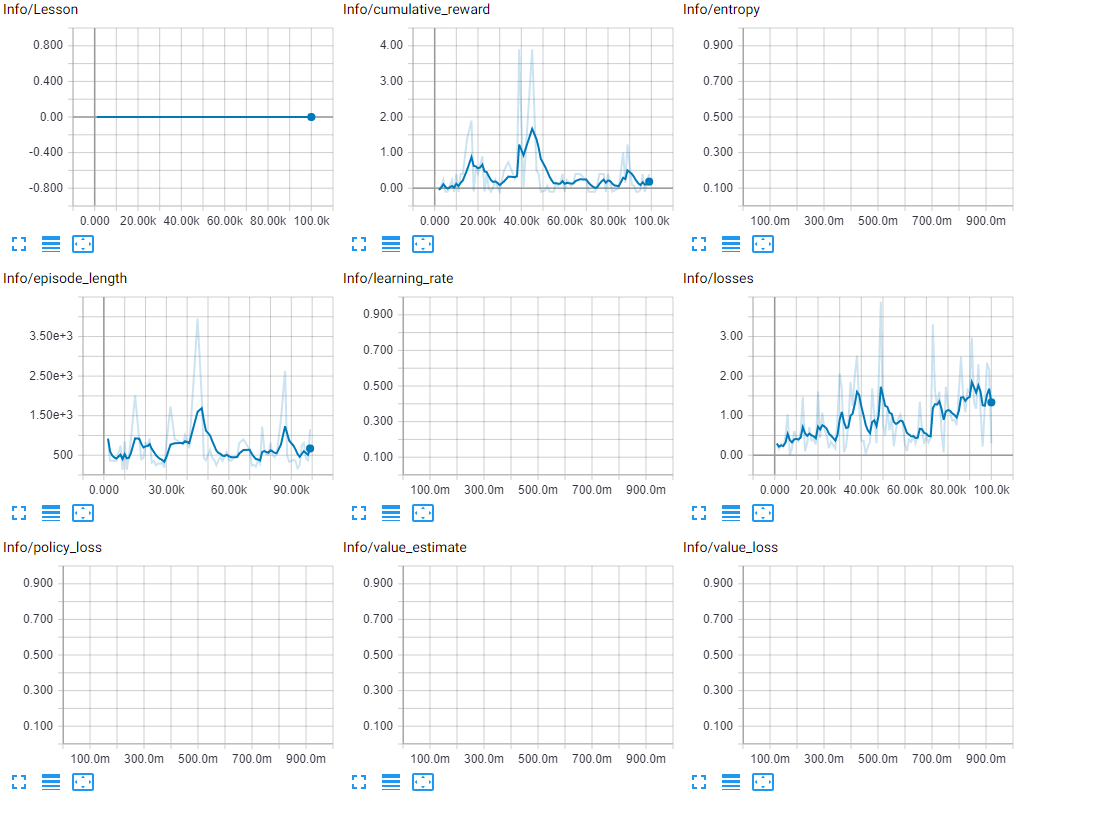 Info/Lesson
0.800
0.400
0.00
-0.400
-0.800
0.000 20.00k 40.00k 60.00k 80.00k 100.0k
Info/cumulative_reward
4.00
3.00
2.00
1.00
0.00
0.000 20.00k 40.00k 60.00k 80.00k 100.0k
Info/entropy
0.900
0.700
0.500
0.300
0.100
100.0m 300.0m 500.0m 700.0m 900.0m
Info/episode_length
3.50e+3
2.50e+3
1.50e+3
500
0.000 30.00k 60.00k 90.00k
Info/learning_rate
0.900
0.700
0.500
0.300
0.100
100.0m 300.0m 500.0m 700.0m 900.0m
Info/losses
3.00
2.00
1.00
0.00
0.000 20.00k 40.00k 60.00k 80.00k 100.0k
Info/policy_loss
0.900
0.700
0.500
0.300
0.100
100.0m 300.0m 500.0m 700.0m 900.0m
Info/value_estimate
0.900
0.700
0.500
0.300
0.100
100.0m 300.0m 500.0m 700.0m 900.0m
Info/value_loss
0.900
0.700
0.500
0.300
0.100
100.0m 300.0m 500.0m 700.0m 900.0m